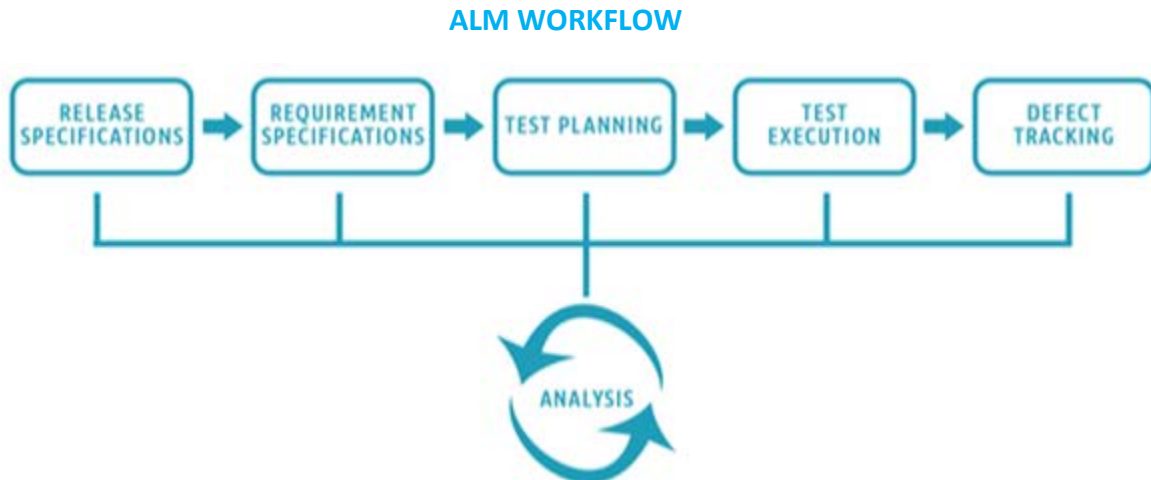 ALM WORKFLOW
RELEASE
SPECIFICATIONS
REQUIREMENT
SPECIFICATIONS
TEST PLANNING
TEST
EXECUTION
DEFECT
TRACKING
ANALYSIS